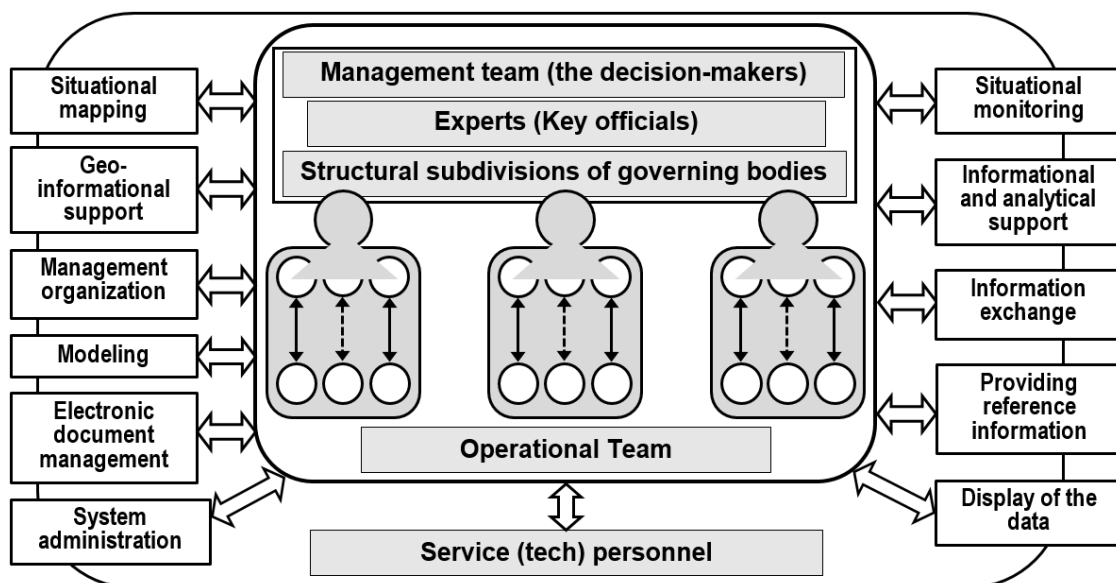 Management team (the decision-makers)
Experts (Key officials)
Structural subdivisions of governing bodies
Situational
mapping
Geo-
informational
support
Management
organization
Modeling
Electronic
document
management
System
administration
Situational
monitoring
Informational
and analytical
support
Information
exchange
Providing
reference
information
Display of the
data
Operational Team
Service (tech) personnel